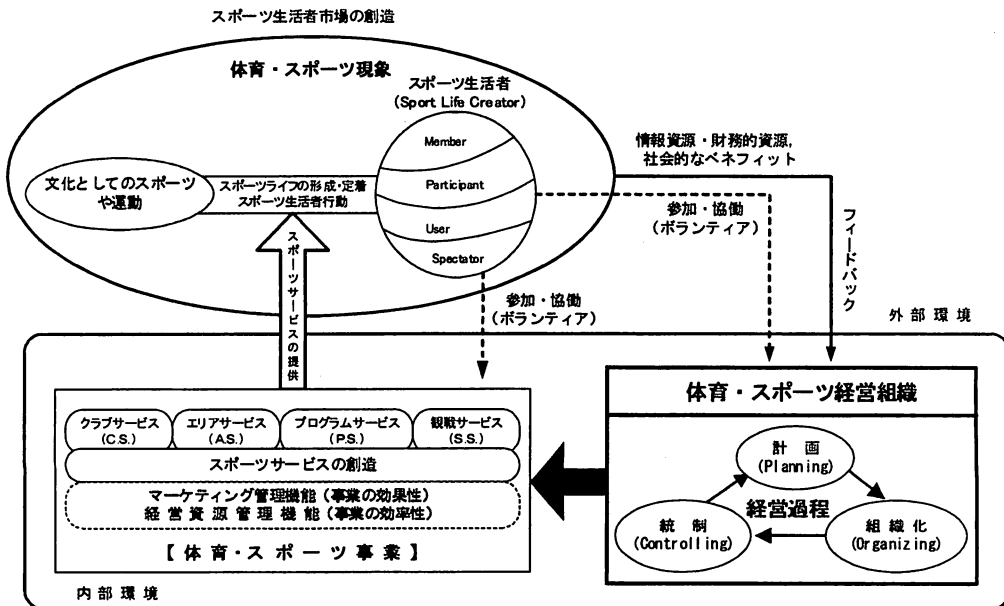 スポーツ生活者市場の創造
体育・スポーツ現象
スポーツ生活者
(Sport Life Creator)
Member
Participant
User
Spectator
文化としてのスポーツ
や運動
スポーツライフの形成・定着
スポーツ生活者行動
情報資源・財務的資源,
社会的なベネフィット
参加・協働
(ボランティア)
フィードバック
スポーツサービスの提供
参加・協働
(ボランティア)
外部環境
体育・スポーツ経営組織
計画
(Planning)
経営過程
統制
(Controlling)
組織化
(Organizing)
クラブサービス
(C.S.)
エリアサービス
(A.S.)
プログラムサービス
(P.S.)
観戦サービス
(S.S.)
スポーツサービスの創造
マーケティング管理機能(事業の効果性)
経営資源管理機能(事業の効率性)
【体育・スポーツ事業】
内部環境